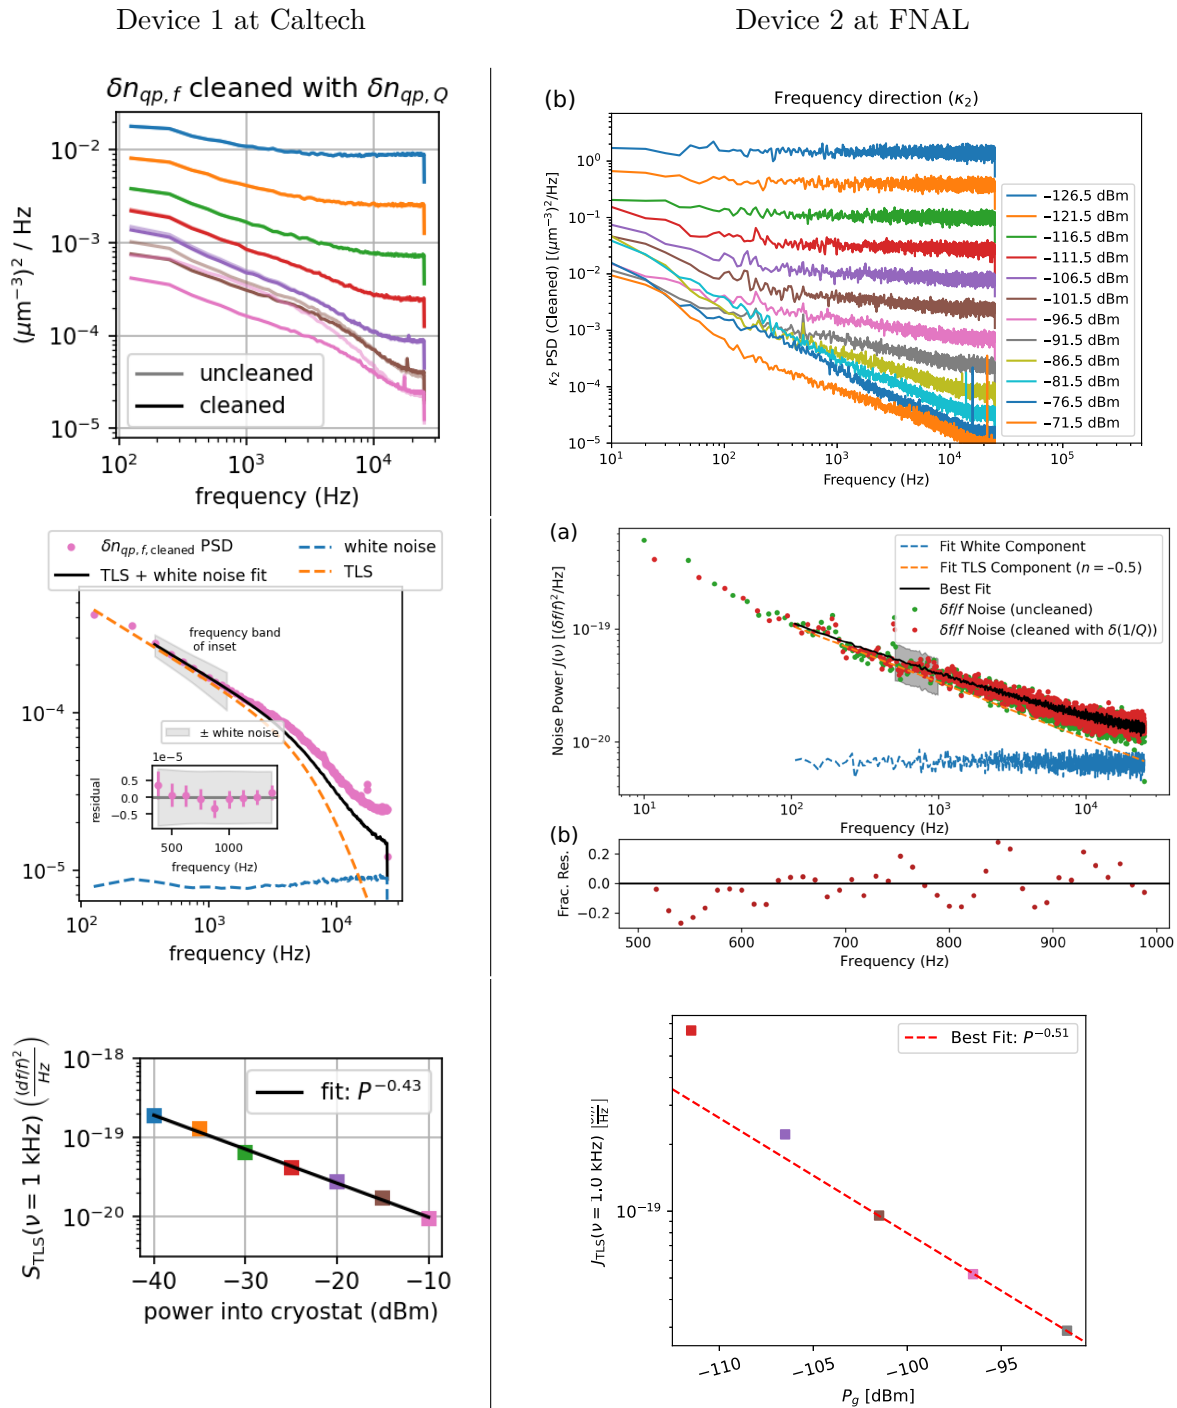 Device 1 at Caltech
Device 2 at FNAL
δn_{qp,f} cleaned with δn_{qp,Q}
(μm⁻³)² / Hz
10⁻²
10⁻³
10⁻⁴
10⁻⁵
uncleaned
cleaned
10² 10³ 10⁴
frequency (Hz)
(b)
Frequency direction (κ₂)
κ₂ PSD (Cleaned) [(μm⁻³)²/Hz]
10⁰
10⁻¹
10⁻²
10⁻³
10⁻⁴
10⁻⁵
−126.5 dBm
−121.5 dBm
−116.5 dBm
−111.5 dBm
−106.5 dBm
−101.5 dBm
−96.5 dBm
−91.5 dBm
−86.5 dBm
−81.5 dBm
−76.5 dBm
−71.5 dBm
10¹ 10² 10³ 10⁴ 10⁵
Frequency (Hz)
δn_{qp,f,cleaned} PSD
TLS + white noise fit
white noise
TLS
frequency band
of inset
10⁻⁴
10⁻⁵
± white noise
1e−5
residual
0.5
0.0
−0.5
500 1000
frequency (Hz)
10² 10³ 10⁴
frequency (Hz)
(a)
Noise Power J(ν) [(δf/f)²/Hz]
10⁻¹⁹
10⁻²⁰
Fit White Component
Fit TLS Component (n = −0.5)
Best Fit
δf/f Noise (uncleaned)
δf/f Noise (cleaned with δ(1/Q))
10¹ 10² 10³ 10⁴
Frequency (Hz)
(b)
Frac. Res.
0.2
0.0
−0.2
500 600 700 800 900 1000
Frequency (Hz)
S_{TLS}(ν = 1 kHz) ((df/f)²/Hz)
10⁻¹⁸
10⁻¹⁹
10⁻²⁰
fit: P^{−0.43}
−40 −30 −20 −10
power into cryostat (dBm)
J_{TLS}(ν = 1.0 kHz)
Hz
10⁻¹⁹
Best Fit: P^{−0.51}
−110 −105 −100 −95
P_g [dBm]